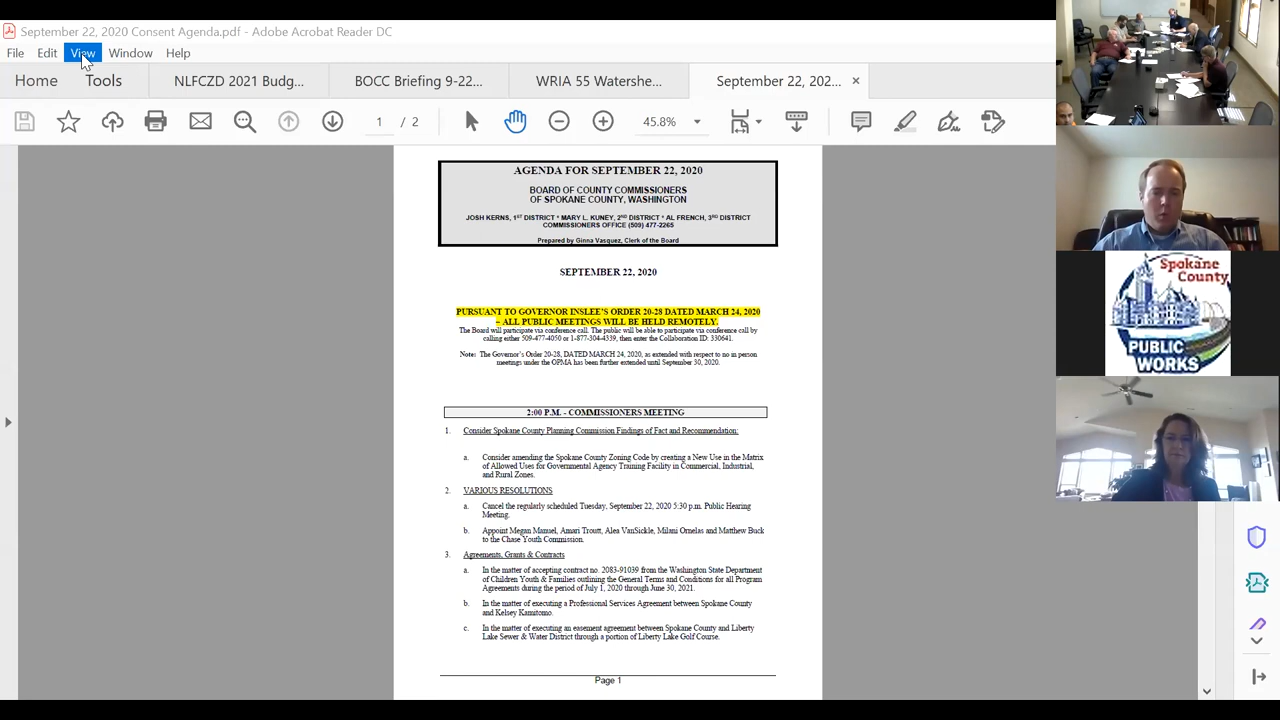 September 22, 2020 Consent Agenda.pdf - Adobe Acrobat Reader DC
File Edit View Window Help
Home Tools NLFCZD 2021 Budg... BOCC Briefing 9-22... WRIA 55 Watershe... September 22, 202... ×
1 / 2 45.8%
AGENDA FOR SEPTEMBER 22, 2020
BOARD OF COUNTY COMMISSIONERS
OF SPOKANE COUNTY, WASHINGTON
JOSH KERNS, 1ST DISTRICT * MARY L. KUNEY, 2ND DISTRICT * AL FRENCH, 3RD DISTRICT
COMMISSIONERS OFFICE (509) 477-2265
Prepared by Ginna Vasquez, Clerk of the Board
SEPTEMBER 22, 2020
PURSUANT TO GOVERNOR INSLEE'S ORDER 20-28 DATED MARCH 24, 2020
– ALL PUBLIC MEETINGS WILL BE HELD REMOTELY.
The Board will participate via conference call. The public will be able to participate via conference call by
calling either 509-477-4050 or 1-877-304-4339, then enter the Collaboration ID: 330641.
Note: The Governor's Order 20-28, DATED MARCH 24, 2020, as extended with respect to no in person
meetings under the OPMA has been further extended until September 30, 2020.
2:00 P.M. - COMMISSIONERS MEETING
1. Consider Spokane County Planning Commission Findings of Fact and Recommendation:
a. Consider amending the Spokane County Zoning Code by creating a New Use in the Matrix
of Allowed Uses for Governmental Agency Training Facility in Commercial, Industrial,
and Rural Zones.
2. VARIOUS RESOLUTIONS
a. Cancel the regularly scheduled Tuesday, September 22, 2020 5:30 p.m. Public Hearing
Meeting.
b. Appoint Megan Manuel, Amari Troutt, Alea VanSickle, Milani Ornelas and Matthew Buck
to the Chase Youth Commission.
3. Agreements, Grants & Contracts
a. In the matter of accepting contract no. 2083-91039 from the Washington State Department
of Children Youth & Families outlining the General Terms and Conditions for all Program
Agreements during the period of July 1, 2020 through June 30, 2021.
b. In the matter of executing a Professional Services Agreement between Spokane County
and Kelsey Kamitomo.
c. In the matter of executing an easement agreement between Spokane County and Liberty
Lake Sewer & Water District through a portion of Liberty Lake Golf Course.
Page 1
Spokane
County
PUBLIC
WORKS